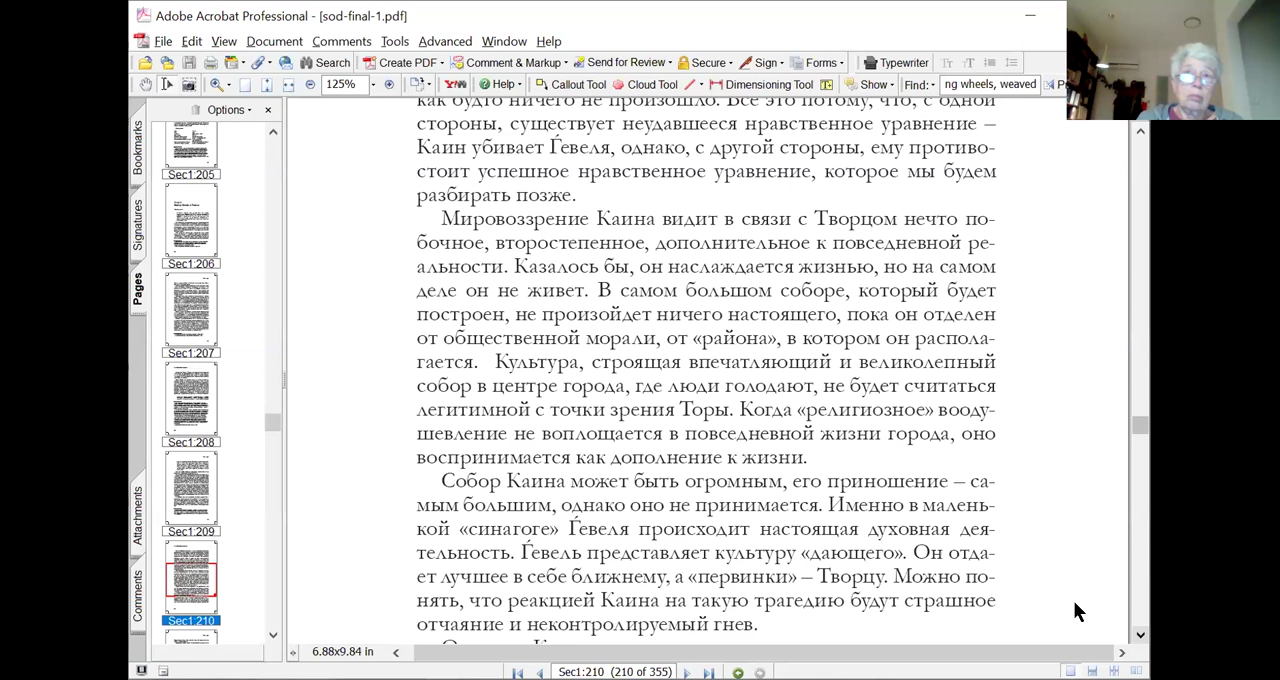 Adobe Acrobat Professional - [sod-final-1.pdf]
File Edit View Document Comments Tools Advanced Window Help
Search Create PDF Comment & Markup Send for Review Secure Sign Forms Typewriter
125% Help Callout Tool Cloud Tool Dimensioning Tool Show Find: ng wheels, weaved
Options
Bookmarks
Signatures
Pages
Attachments
Comments
Sec1:205
Sec1:206
Sec1:207
Sec1:208
Sec1:209
Sec1:210
как будто ничего не произошло. Все это потому, что, с одной
стороны, существует неудавшееся нравственное уравнение –
Каин убивает Ѓевеля, однако, с другой стороны, ему противо-
стоит успешное нравственное уравнение, которое мы будем
разбирать позже.
Мировоззрение Каина видит в связи с Творцом нечто по-
бочное, второстепенное, дополнительное к повседневной ре-
альности. Казалось бы, он наслаждается жизнью, но на самом
деле он не живет. В самом большом соборе, который будет
построен, не произойдет ничего настоящего, пока он отделен
от общественной морали, от «района», в котором он распола-
гается. Культура, строящая впечатляющий и великолепный
собор в центре города, где люди голодают, не будет считаться
легитимной с точки зрения Торы. Когда «религиозное» вооду-
шевление не воплощается в повседневной жизни города, оно
воспринимается как дополнение к жизни.
Собор Каина может быть огромным, его приношение – са-
мым большим, однако оно не принимается. Именно в малень-
кой «синагоге» Ѓевеля происходит настоящая духовная дея-
тельность. Ѓевель представляет культуру «дающего». Он отда-
ет лучшее в себе ближнему, а «первинки» – Творцу. Можно по-
нять, что реакцией Каина на такую трагедию будут страшное
отчаяние и неконтролируемый гнев.
6.88x9.84 in
Sec1:210 (210 of 355)